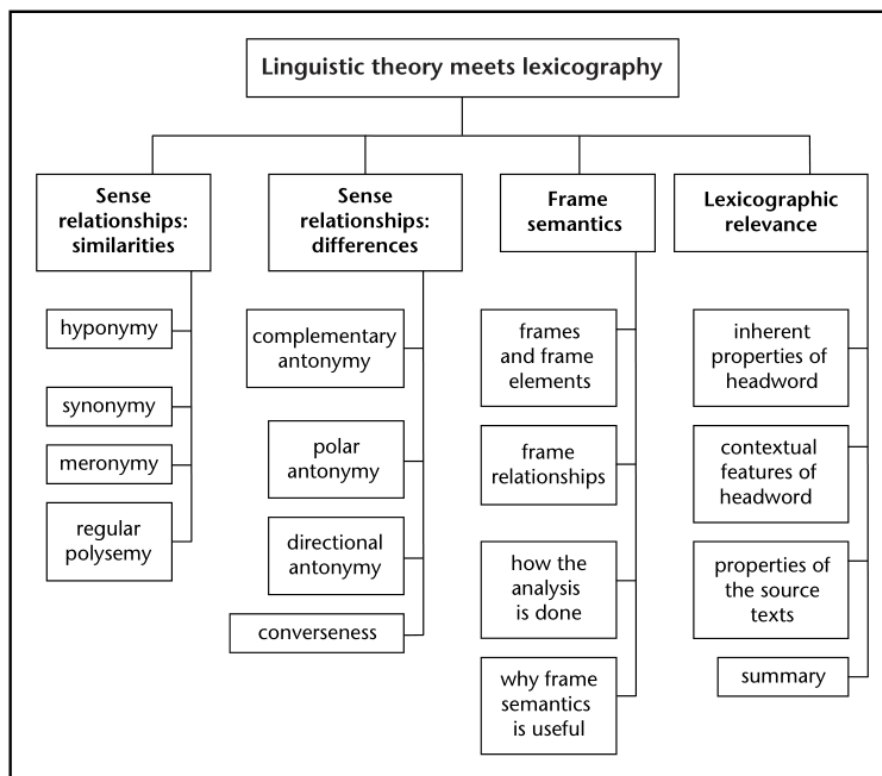 Linguistic theory meets lexicography
Sense
relationships:
similarities
hyponymy
synonymy
meronymy
regular
polysemy
Sense
relationships:
differences
complementary
antonymy
polar
antonymy
directional
antonymy
converseness
Frame
semantics
frames
and frame
elements
frame
relationships
how the
analysis
is done
why frame
semantics
is useful
Lexicographic
relevance
inherent
properties of
headword
contextual
features of
headword
properties of
the source
texts
summary